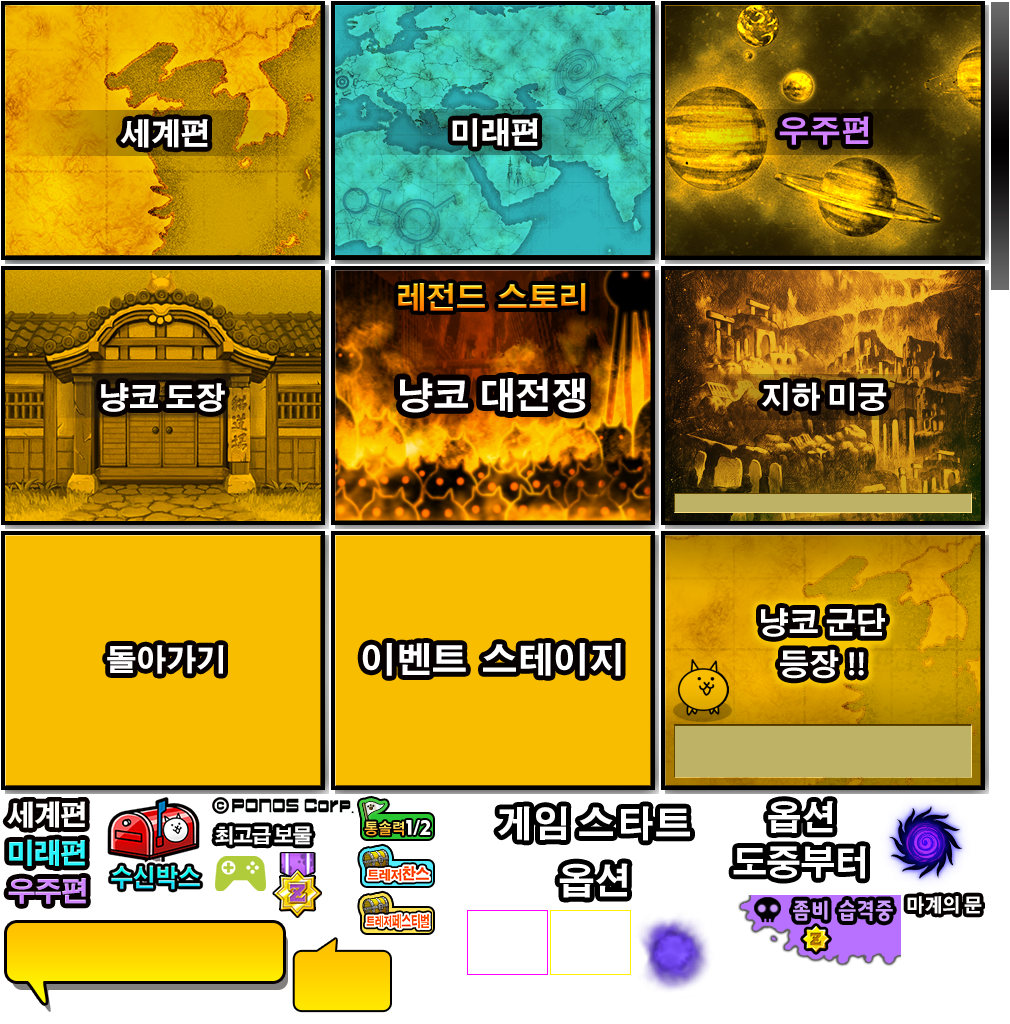 세계편
미래편
우주편
냥코 도장
레전드 스토리
냥코 대전쟁
지하 미궁
돌아가기
이벤트 스테이지
냥코 군단
등장 !!
세계편
미래편
우주편
수신박스
© PONOS Corp.
최고급 보물
Z
통솔력1/2
트레저찬스
트레저페스티벌
게임 스타트
옵션
옵션
도중부터
좀비 습격중
Z
마계의 문